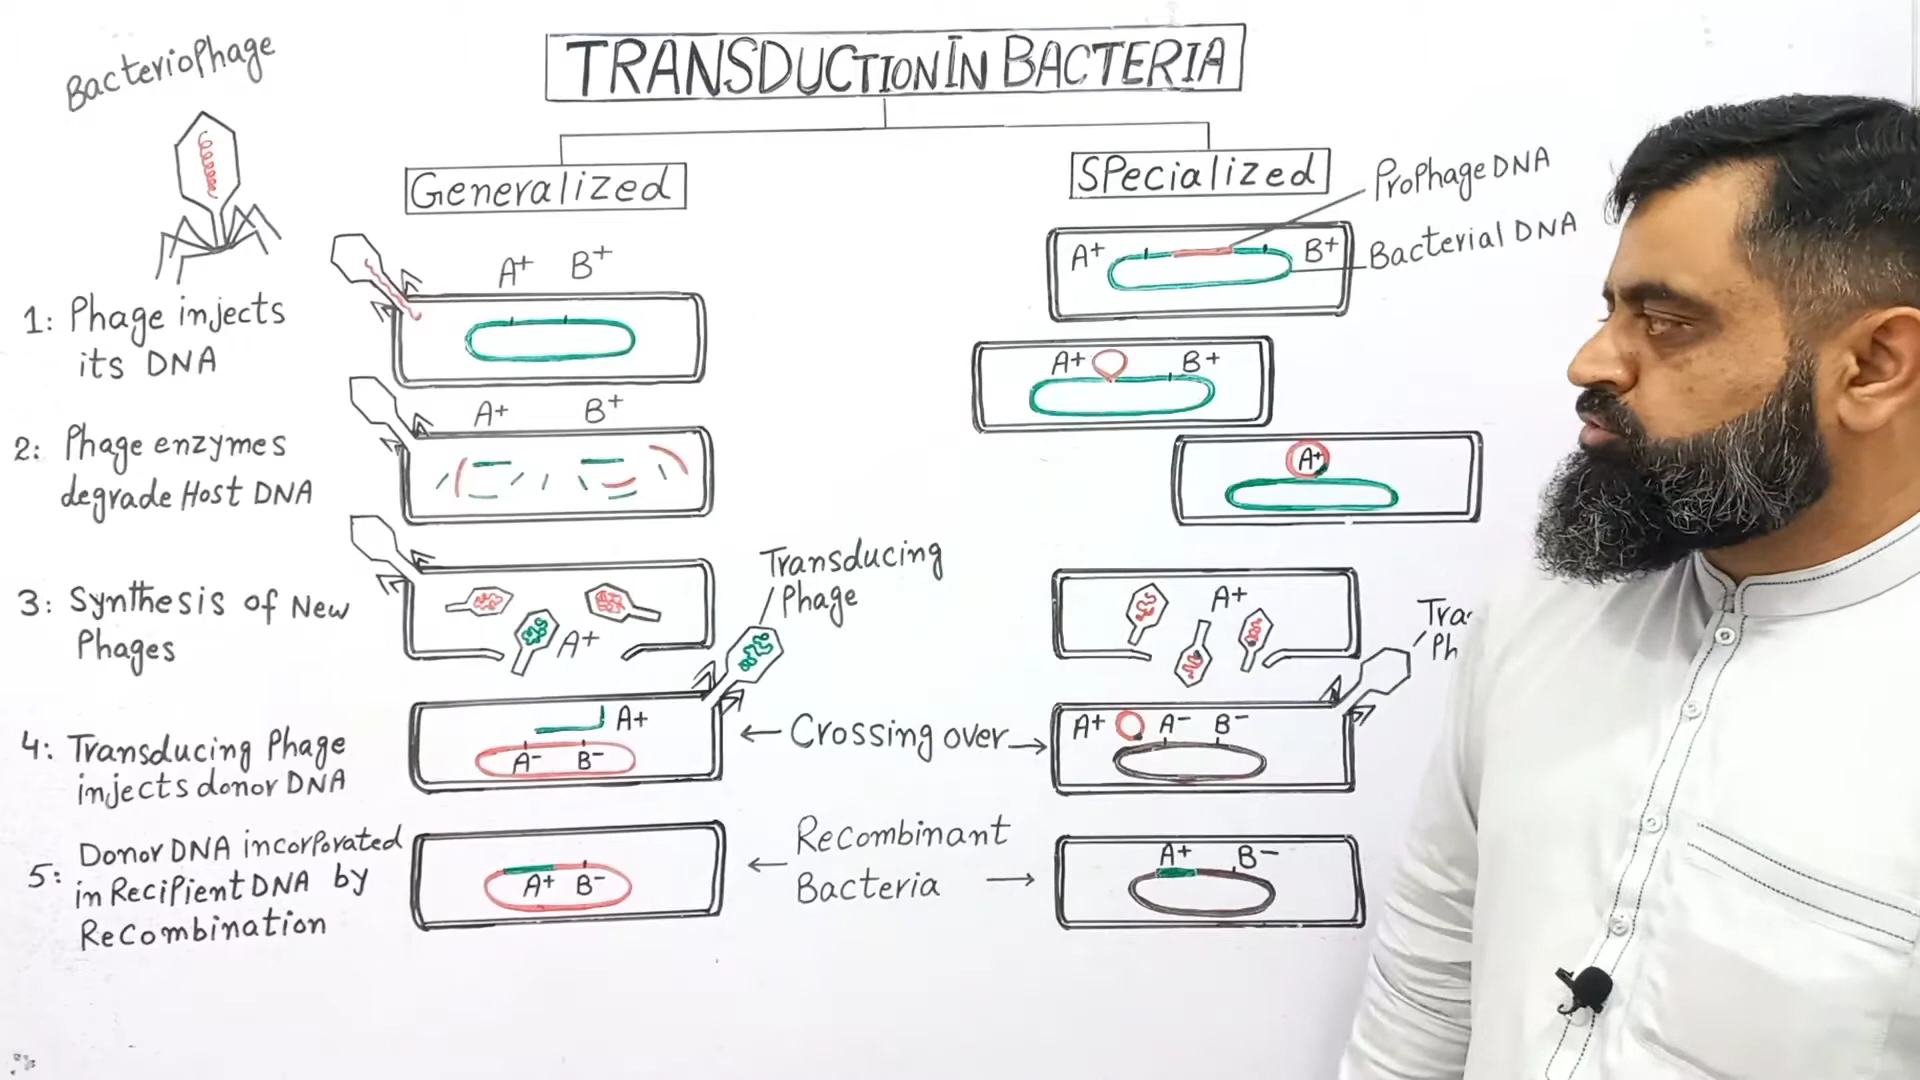 BacterioPhage
TRANSDUCTION IN BACTERIA
Generalized
SPecialized
ProPhage DNA
Bacterial DNA
A+ B+
A+ B+
1: Phage injects
its DNA
A+ B+
A+ B+
2: Phage enzymes
degrade Host DNA
A+
Transducing
Phage
3: Synthesis of New
Phages
A+
A+
Tra
Ph
4: Transducing Phage
injects donor DNA
A+
A- B-
← Crossing over →
A+ A- B-
5: Donor DNA incorporated
in ReciPient DNA by
Recombination
A+ B-
← Recombinant
Bacteria →
A+ B-